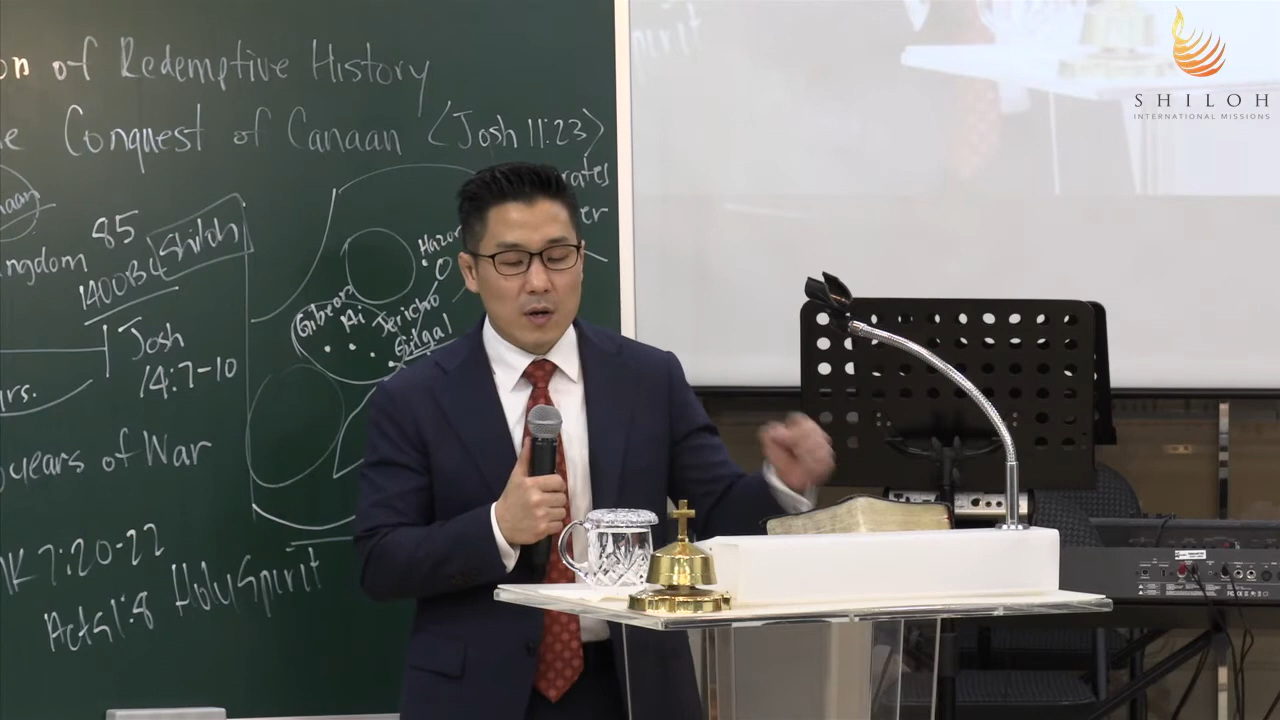 on of Redemptive History
e Conquest of Canaan <Josh 11:23>
naan
rates
er
ngdom 85
1400BC Shiloh
Hazor
Gibeon
Ai
Jericho
Gilgal
Josh
14:7-10
rs.
years of War
7:20-22
Acts 1:8 Holy Spirit
pirit
SHILOH
INTERNATIONAL MISSIONS